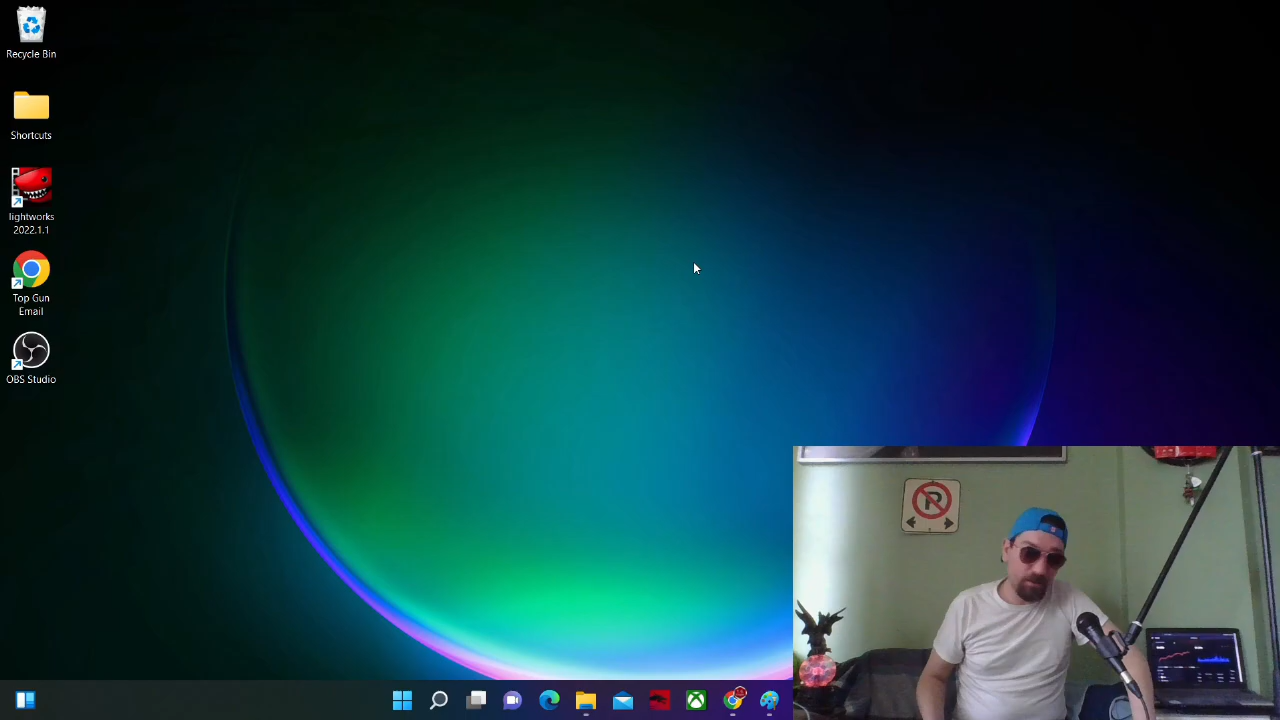 Recycle Bin
Shortcuts
lightworks
2022.1.1
Top Gun
Email
OBS Studio
P